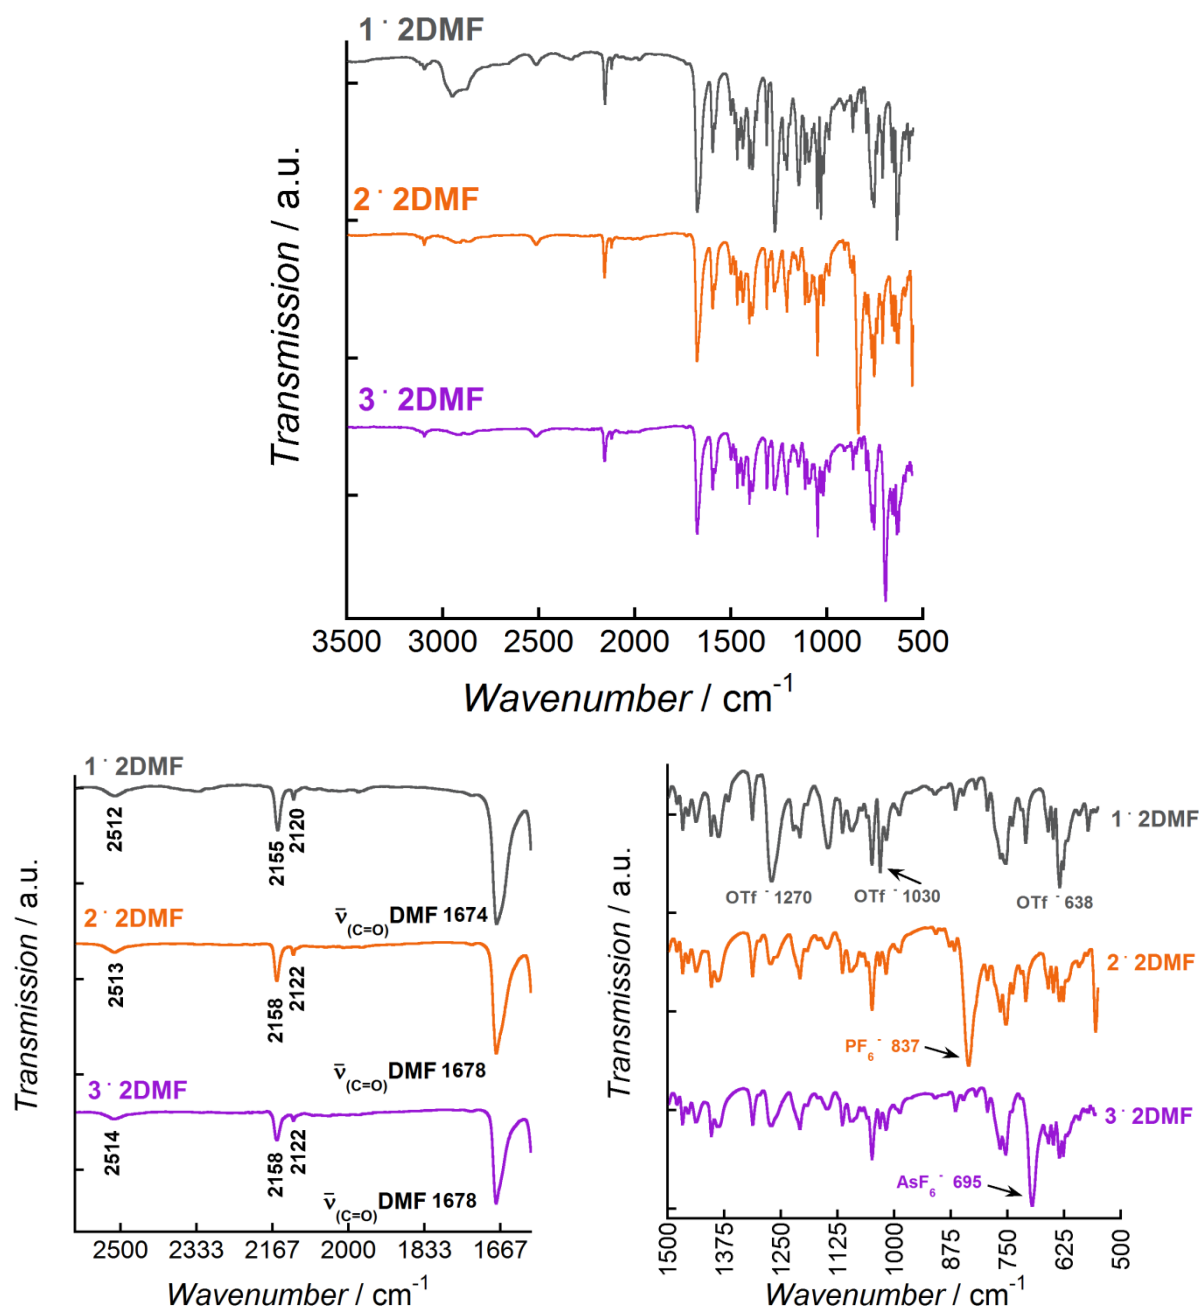 1 · 2DMF
2 · 2DMF
3 · 2DMF
Transmission / a.u.
3500 3000 2500 2000 1500 1000 500
Wavenumber / cm-1
1 · 2DMF
2512
2155
2120
ν̄(C=O) DMF 1674
2 · 2DMF
2513
2158
2122
ν̄(C=O) DMF 1678
3 · 2DMF
2514
2158
2122
ν̄(C=O) DMF 1678
Transmission / a.u.
2500 2333 2167 2000 1833 1667
Wavenumber / cm-1
1 · 2DMF
OTf - 1270
OTf - 1030
OTf - 638
2 · 2DMF
PF6- 837
3 · 2DMF
AsF6- 695
Transmission / a.u.
1500 1375 1250 1125 1000 875 750 625 500
Wavenumber / cm-1